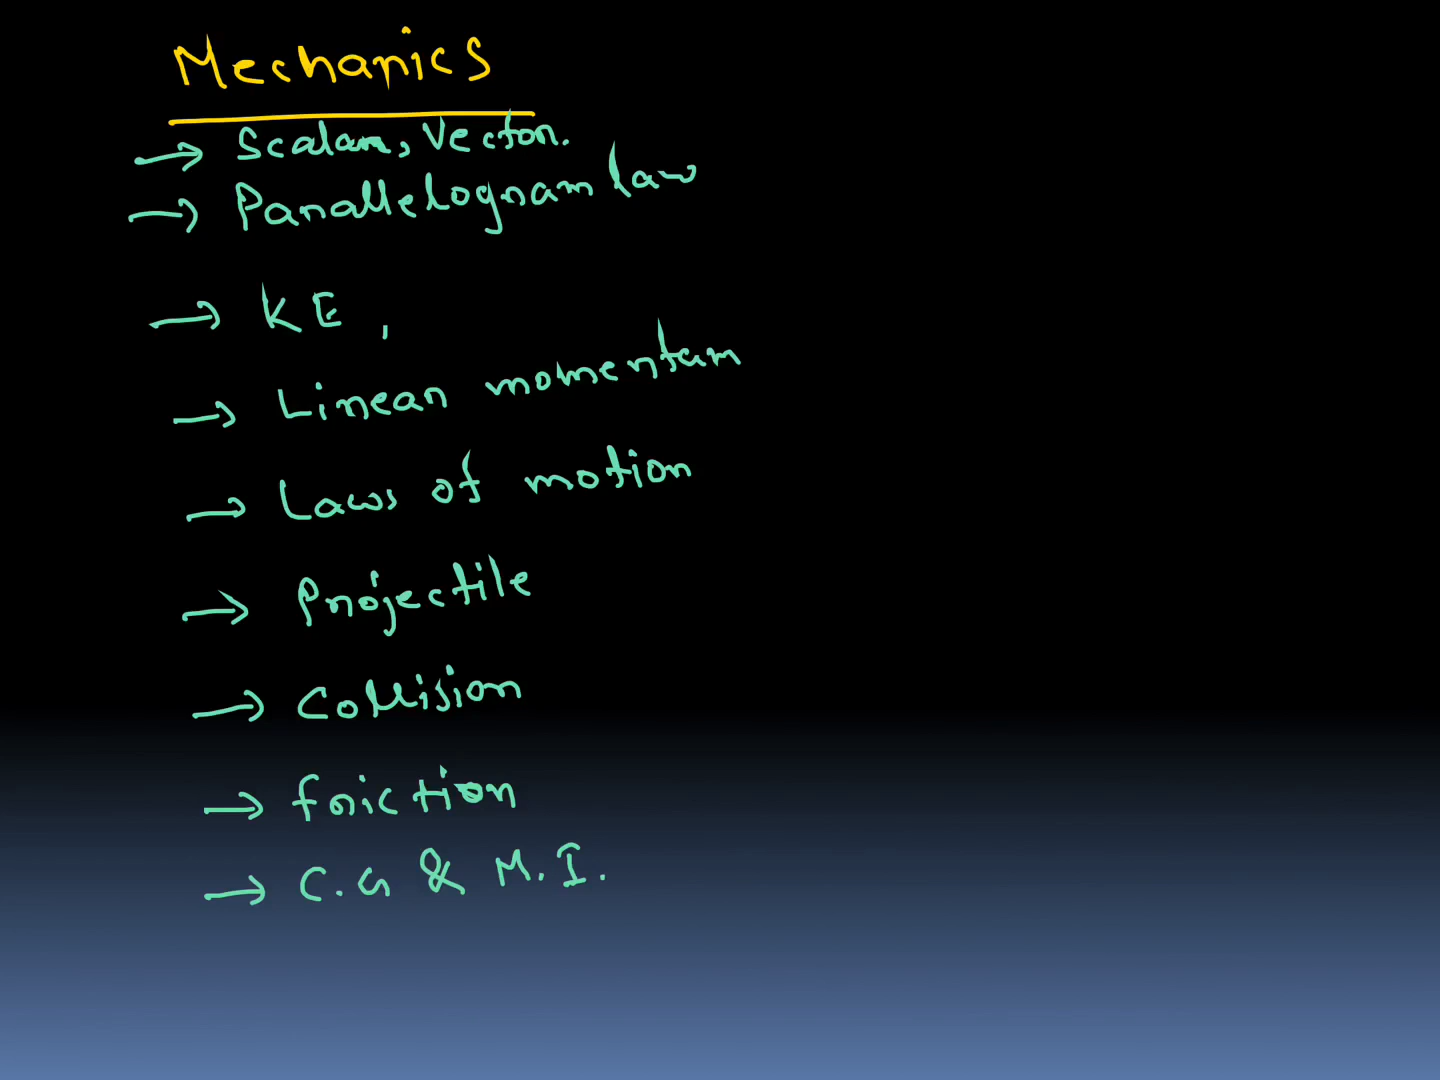 Mechanics
→ Scalar, Vector.
→ Parallelogram law
→ KE,
→ Linear momentum
→ Laws of motion
→ Projectile
→ Collision
→ friction
→ C.G & M.I.